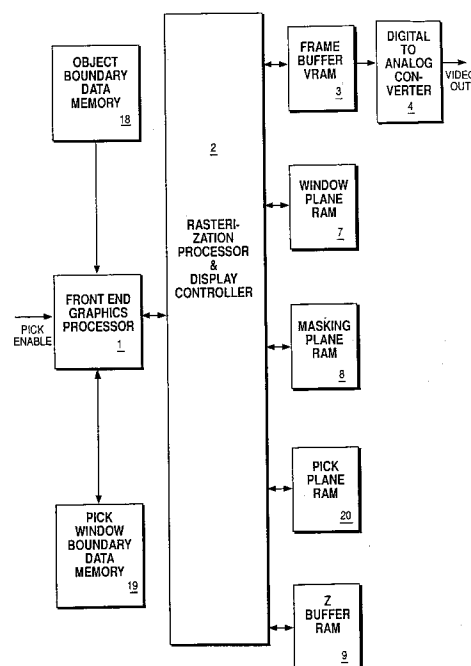 OBJECT
BOUNDARY
DATA
MEMORY
18
2
RASTERI-
ZATION
PROCESSOR
&
DISPLAY
CONTROLLER
FRAME
BUFFER
VRAM
3
DIGITAL
TO
ANALOG
CON-
VERTER
4
VIDEO
OUT
WINDOW
PLANE
RAM
7
FRONT END
GRAPHICS
PROCESSOR
1
PICK
ENABLE
MASKING
PLANE
RAM
8
PICK
PLANE
RAM
20
PICK
WINDOW
BOUNDARY
DATA
MEMORY
19
Z
BUFFER
RAM
9